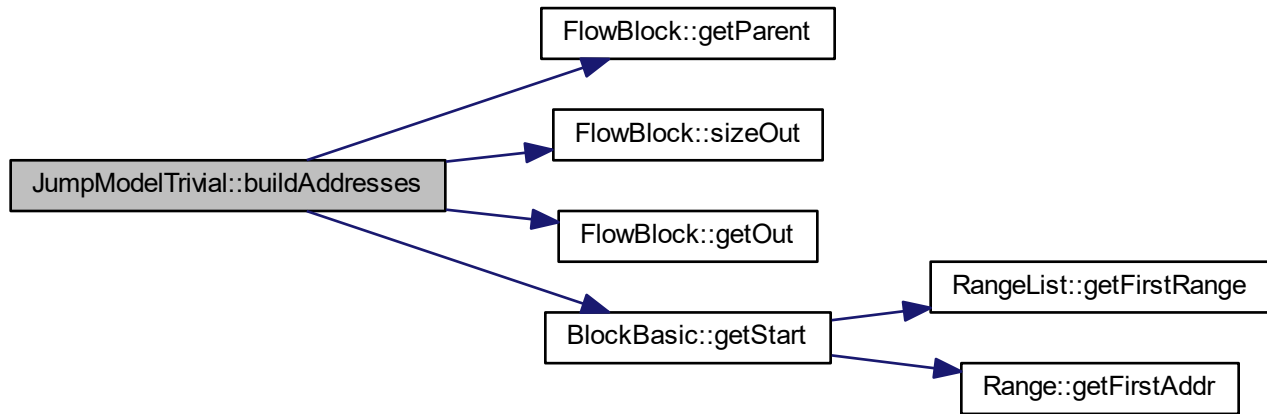 FlowBlock::getParent
FlowBlock::sizeOut
JumpModelTrivial::buildAddresses
FlowBlock::getOut
RangeList::getFirstRange
BlockBasic::getStart
Range::getFirstAddr